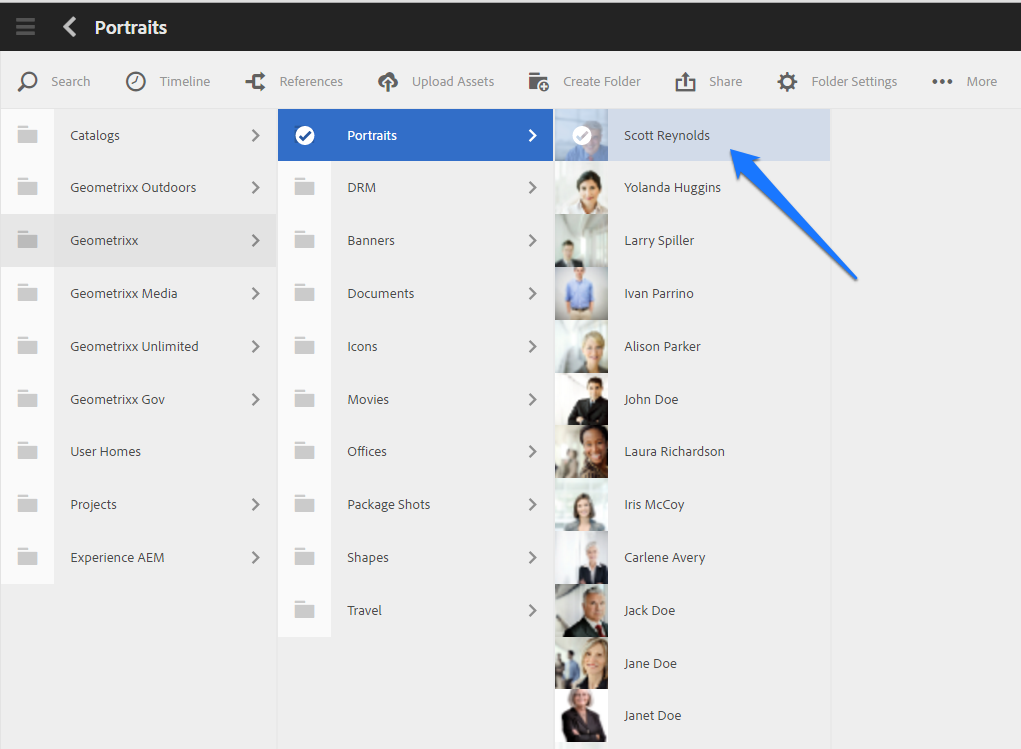 Portraits
Search Timeline References Upload Assets Create Folder Share Folder Settings More
Catalogs
Geometrixx Outdoors
Geometrixx
Geometrixx Media
Geometrixx Unlimited
Geometrixx Gov
User Homes
Projects
Experience AEM
Portraits
DRM
Banners
Documents
Icons
Movies
Offices
Package Shots
Shapes
Travel
Scott Reynolds
Yolanda Huggins
Larry Spiller
Ivan Parrino
Alison Parker
John Doe
Laura Richardson
Iris McCoy
Carlene Avery
Jack Doe
Jane Doe
Janet Doe